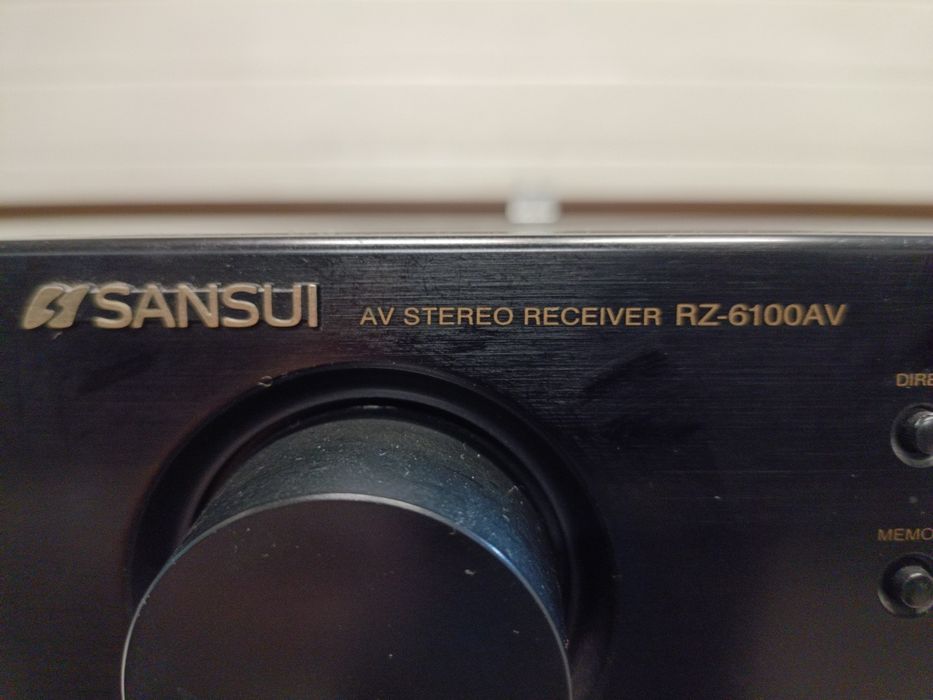 SANSUI AV STEREO RECEIVER RZ-6100AV